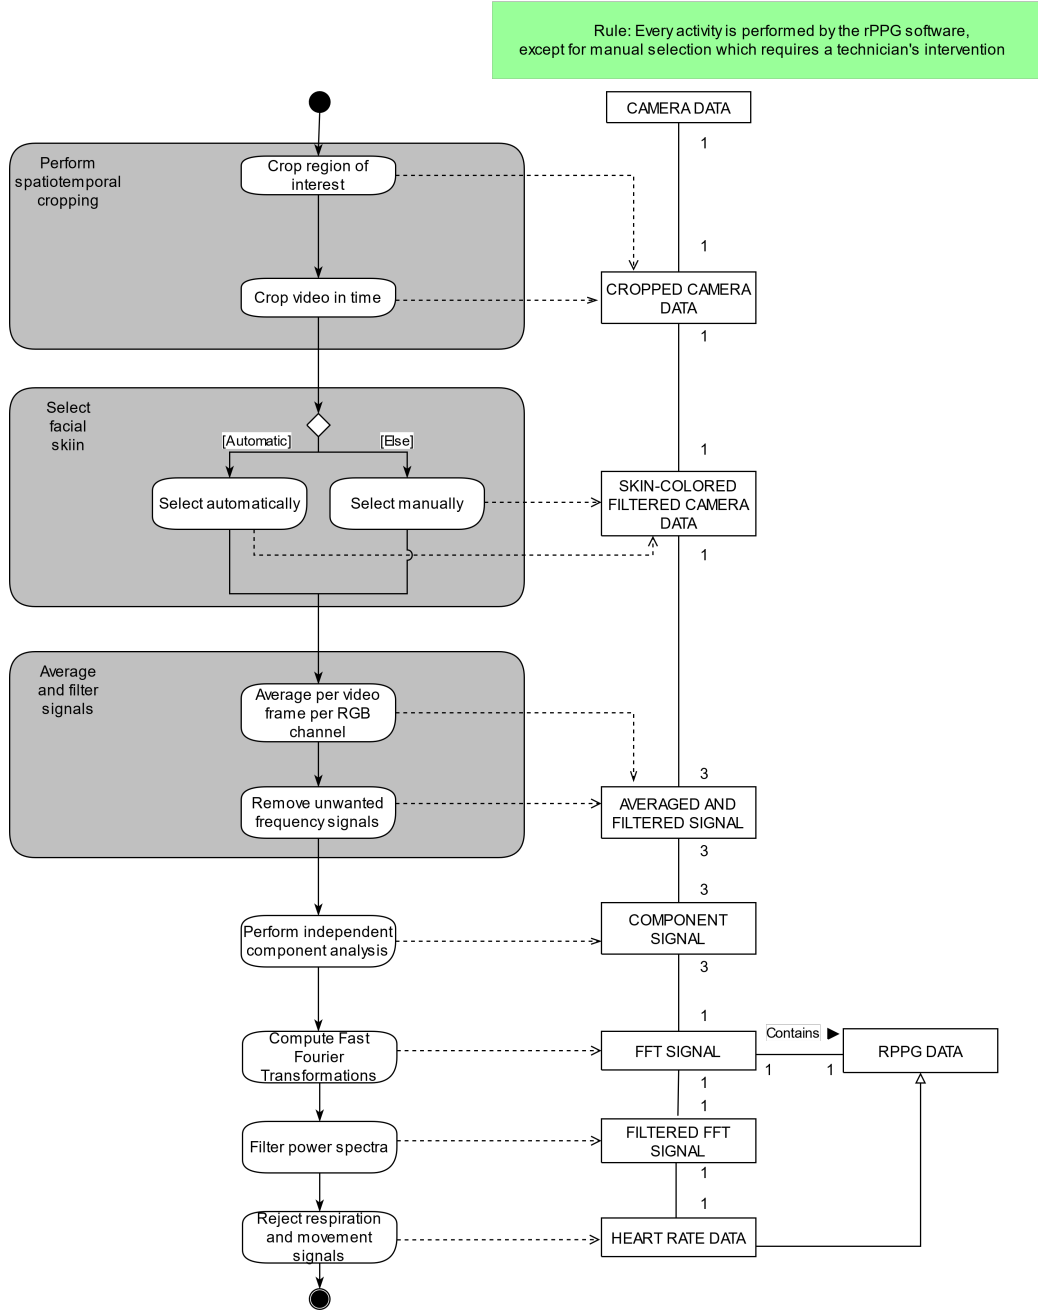 Rule: Every activity is performed by the rPPG software,
except for manual selection which requires a technician's intervention
CAMERA DATA
1
Perform
spatiotemporal
cropping
Crop region of
interest
1
Crop video in time
CROPPED CAMERA
DATA
1
Select
facial
skiin
[Automatic]
[Else]
1
Select automatically
Select manually
SKIN-COLORED
FILTERED CAMERA
DATA
1
Average
and filter
signals
Average per video
frame per RGB
channel
3
Remove unwanted
frequency signals
AVERAGED AND
FILTERED SIGNAL
3
3
Perform independent
component analysis
COMPONENT
SIGNAL
3
1
Compute Fast
Fourier
Transformations
FFT SIGNAL
Contains
1
1
RPPG DATA
1
1
Filter power spectra
FILTERED FFT
SIGNAL
1
1
Reject respiration
and movement
signals
HEART RATE DATA